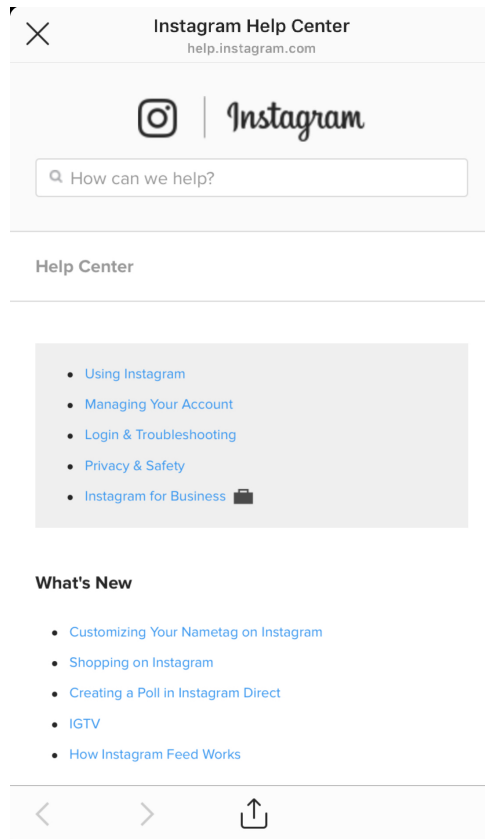 Instagram Help Center
help.instagram.com
Instagram
How can we help?
Help Center
Using Instagram
Managing Your Account
Login & Troubleshooting
Privacy & Safety
Instagram for Business
What's New
Customizing Your Nametag on Instagram
Shopping on Instagram
Creating a Poll in Instagram Direct
IGTV
How Instagram Feed Works